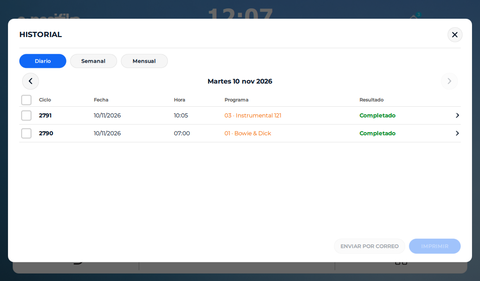 12:07
HISTORIAL
Diario Semanal Mensual
Martes 10 nov 2026
Ciclo Fecha Hora Programa Resultado
2791 10/11/2026 10:05 03 - Instrumental 121 Completado
2790 10/11/2026 07:00 01 - Bowie & Dick Completado
ENVIAR POR CORREO IMPRIMIR